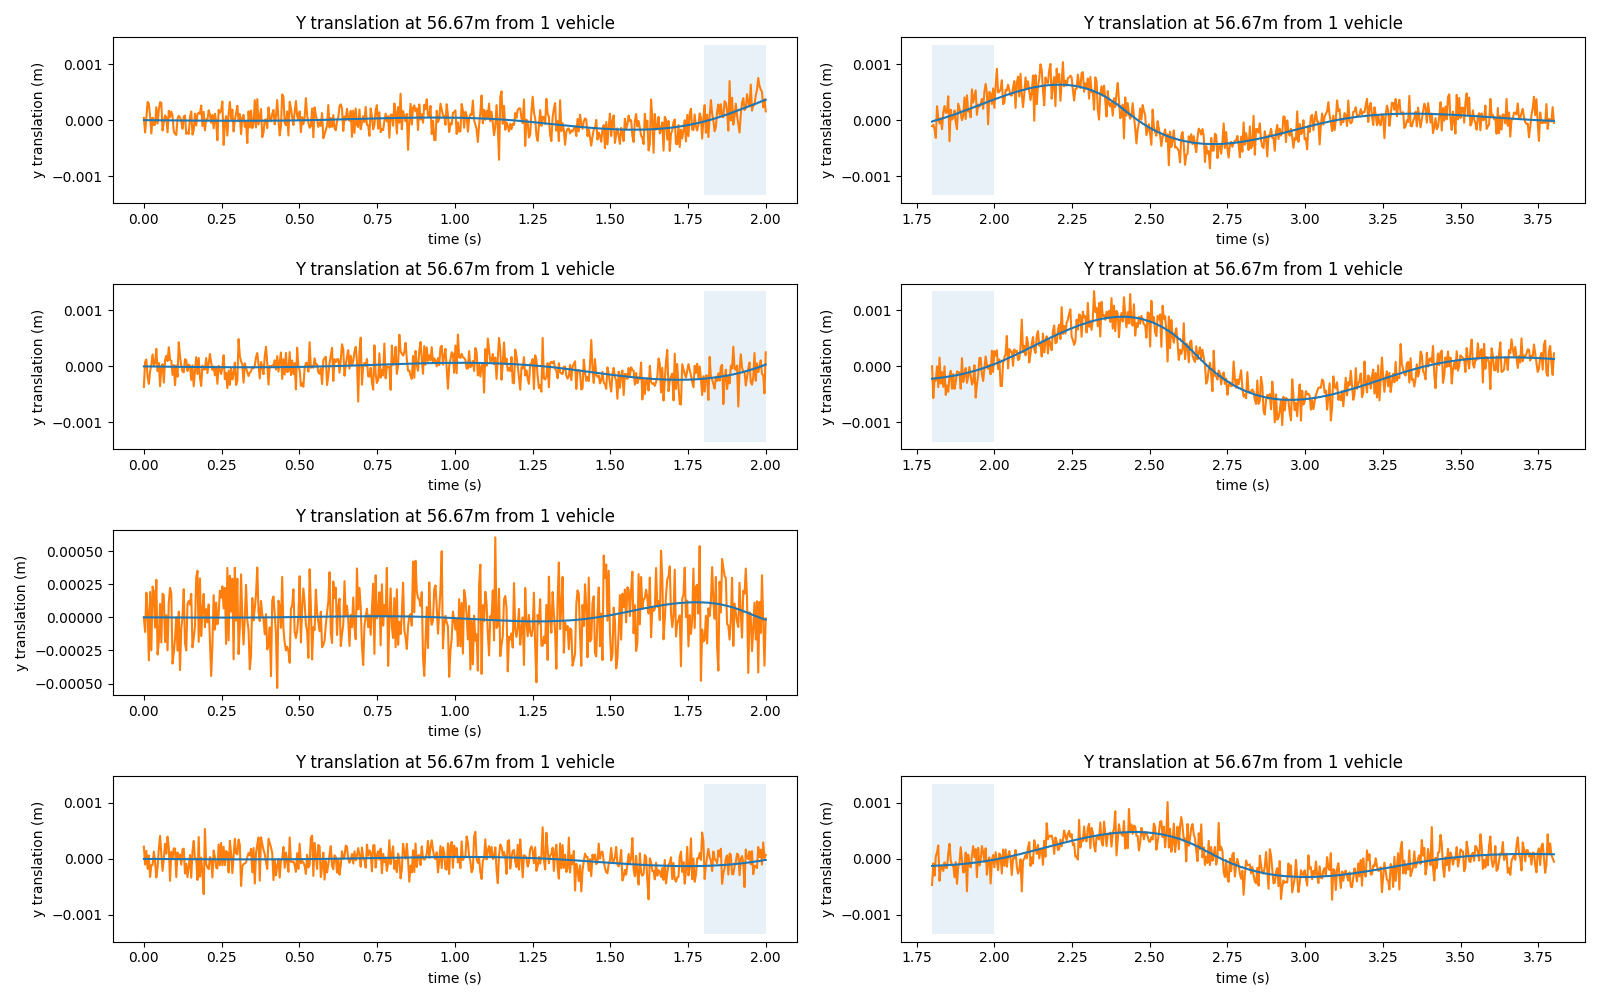 Y translation at 56.67m from 1 vehicle
y translation (m)
0.001
0.000
−0.001
0.00 0.25 0.50 0.75 1.00 1.25 1.50 1.75 2.00
time (s)
Y translation at 56.67m from 1 vehicle
y translation (m)
0.001
0.000
−0.001
1.75 2.00 2.25 2.50 2.75 3.00 3.25 3.50 3.75
time (s)
Y translation at 56.67m from 1 vehicle
y translation (m)
0.001
0.000
−0.001
0.00 0.25 0.50 0.75 1.00 1.25 1.50 1.75 2.00
time (s)
Y translation at 56.67m from 1 vehicle
y translation (m)
0.001
0.000
−0.001
1.75 2.00 2.25 2.50 2.75 3.00 3.25 3.50 3.75
time (s)
Y translation at 56.67m from 1 vehicle
y translation (m)
0.00050
0.00025
0.00000
−0.00025
−0.00050
0.00 0.25 0.50 0.75 1.00 1.25 1.50 1.75 2.00
time (s)
Y translation at 56.67m from 1 vehicle
y translation (m)
0.001
0.000
−0.001
0.00 0.25 0.50 0.75 1.00 1.25 1.50 1.75 2.00
time (s)
Y translation at 56.67m from 1 vehicle
y translation (m)
0.001
0.000
−0.001
1.75 2.00 2.25 2.50 2.75 3.00 3.25 3.50 3.75
time (s)